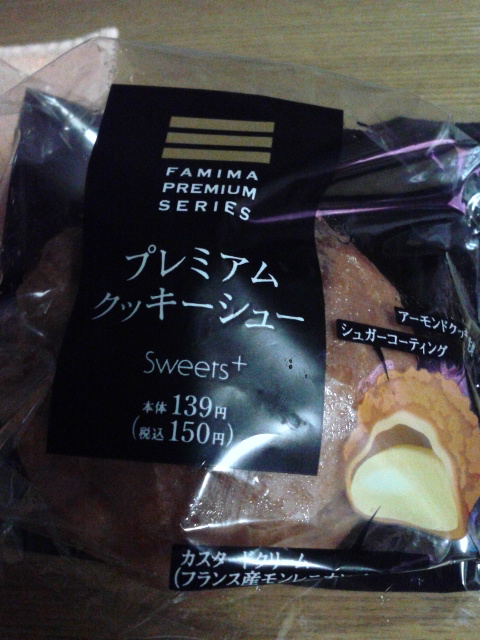 FAMIMA
PREMIUM
SERIES
プレミアム
クッキーシュー
Sweets+
本体139円
(税込150円)
アーモンドクッキー
シュガーコーティング
カスタードクリーム
(フランス産